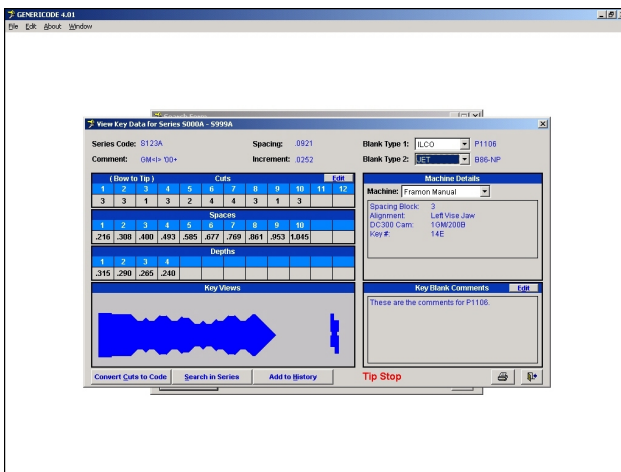 GENERICODE 4.01
File Edit About Window
View Key Data for Series S000A - S999A
Series Code: S123A Spacing: .0921 Blank Type 1: ILCO P1106
Comment: GM<I> '00+ Increment: .0252 Blank Type 2: JET B86-NP
( Bow to Tip ) Cuts Edit
1 2 3 4 5 6 7 8 9 10 11 12
3 3 1 3 2 4 4 3 1 3
Spaces
1 2 3 4 5 6 7 8 9 10
.216 .308 .400 .493 .585 .677 .769 .861 .953 1.045
Depths
1 2 3 4
.315 .290 .265 .240
Key Views
Machine Details
Machine: Framon Manual
Spacing Block: 3
Alignment: Left Vise Jaw
DC300 Cam: 1GM/200B
Key #: 14E
Key Blank Comments Edit
These are the comments for P1106.
Convert Cuts to Code Search in Series Add to History Tip Stop